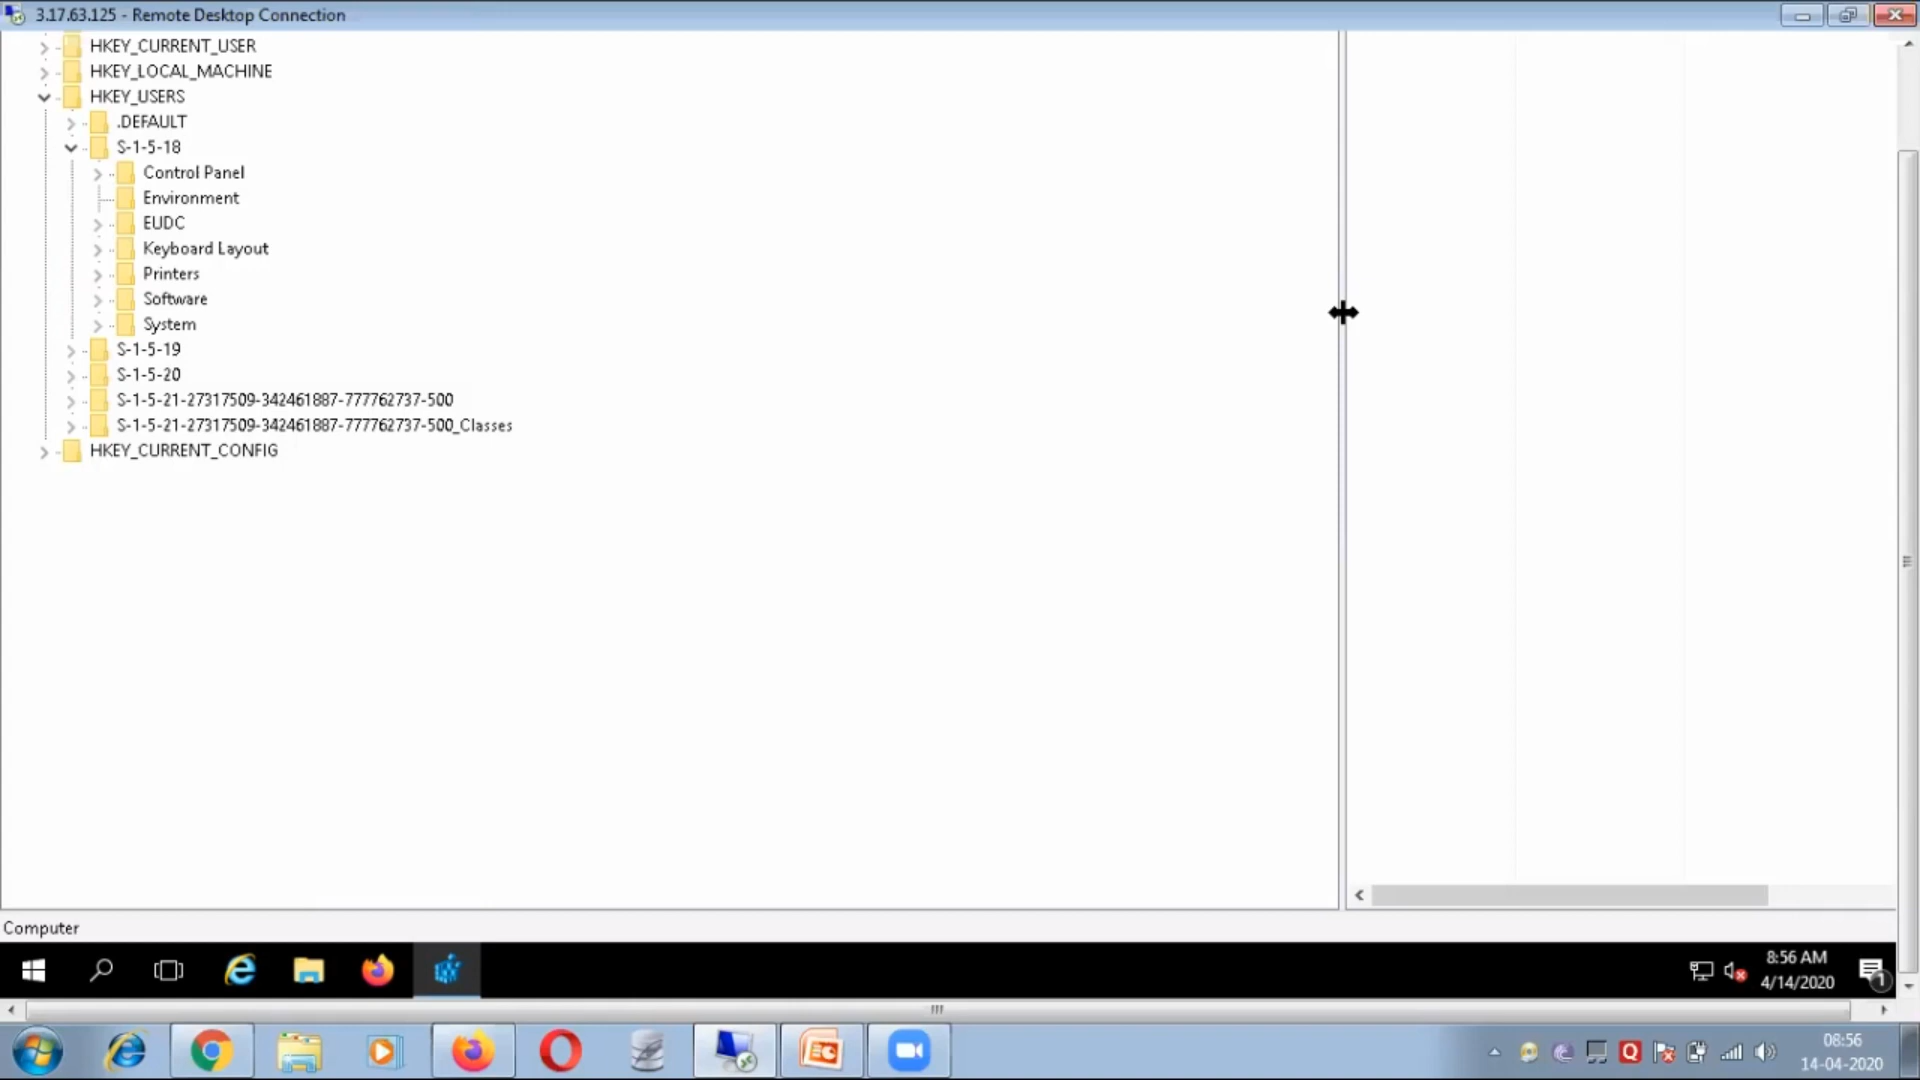 3.17.63.125 - Remote Desktop Connection
HKEY_CURRENT_USER
HKEY_LOCAL_MACHINE
HKEY_USERS
.DEFAULT
S-1-5-18
Control Panel
Environment
EUDC
Keyboard Layout
Printers
Software
System
S-1-5-19
S-1-5-20
S-1-5-21-27317509-342461887-777762737-500
S-1-5-21-27317509-342461887-777762737-500_Classes
HKEY_CURRENT_CONFIG
Computer
8:56 AM
4/14/2020
1
08:56
14-04-2020